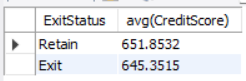 ExitStatus avg(CreditScore)
Retain 651.8532
Exit 645.3515